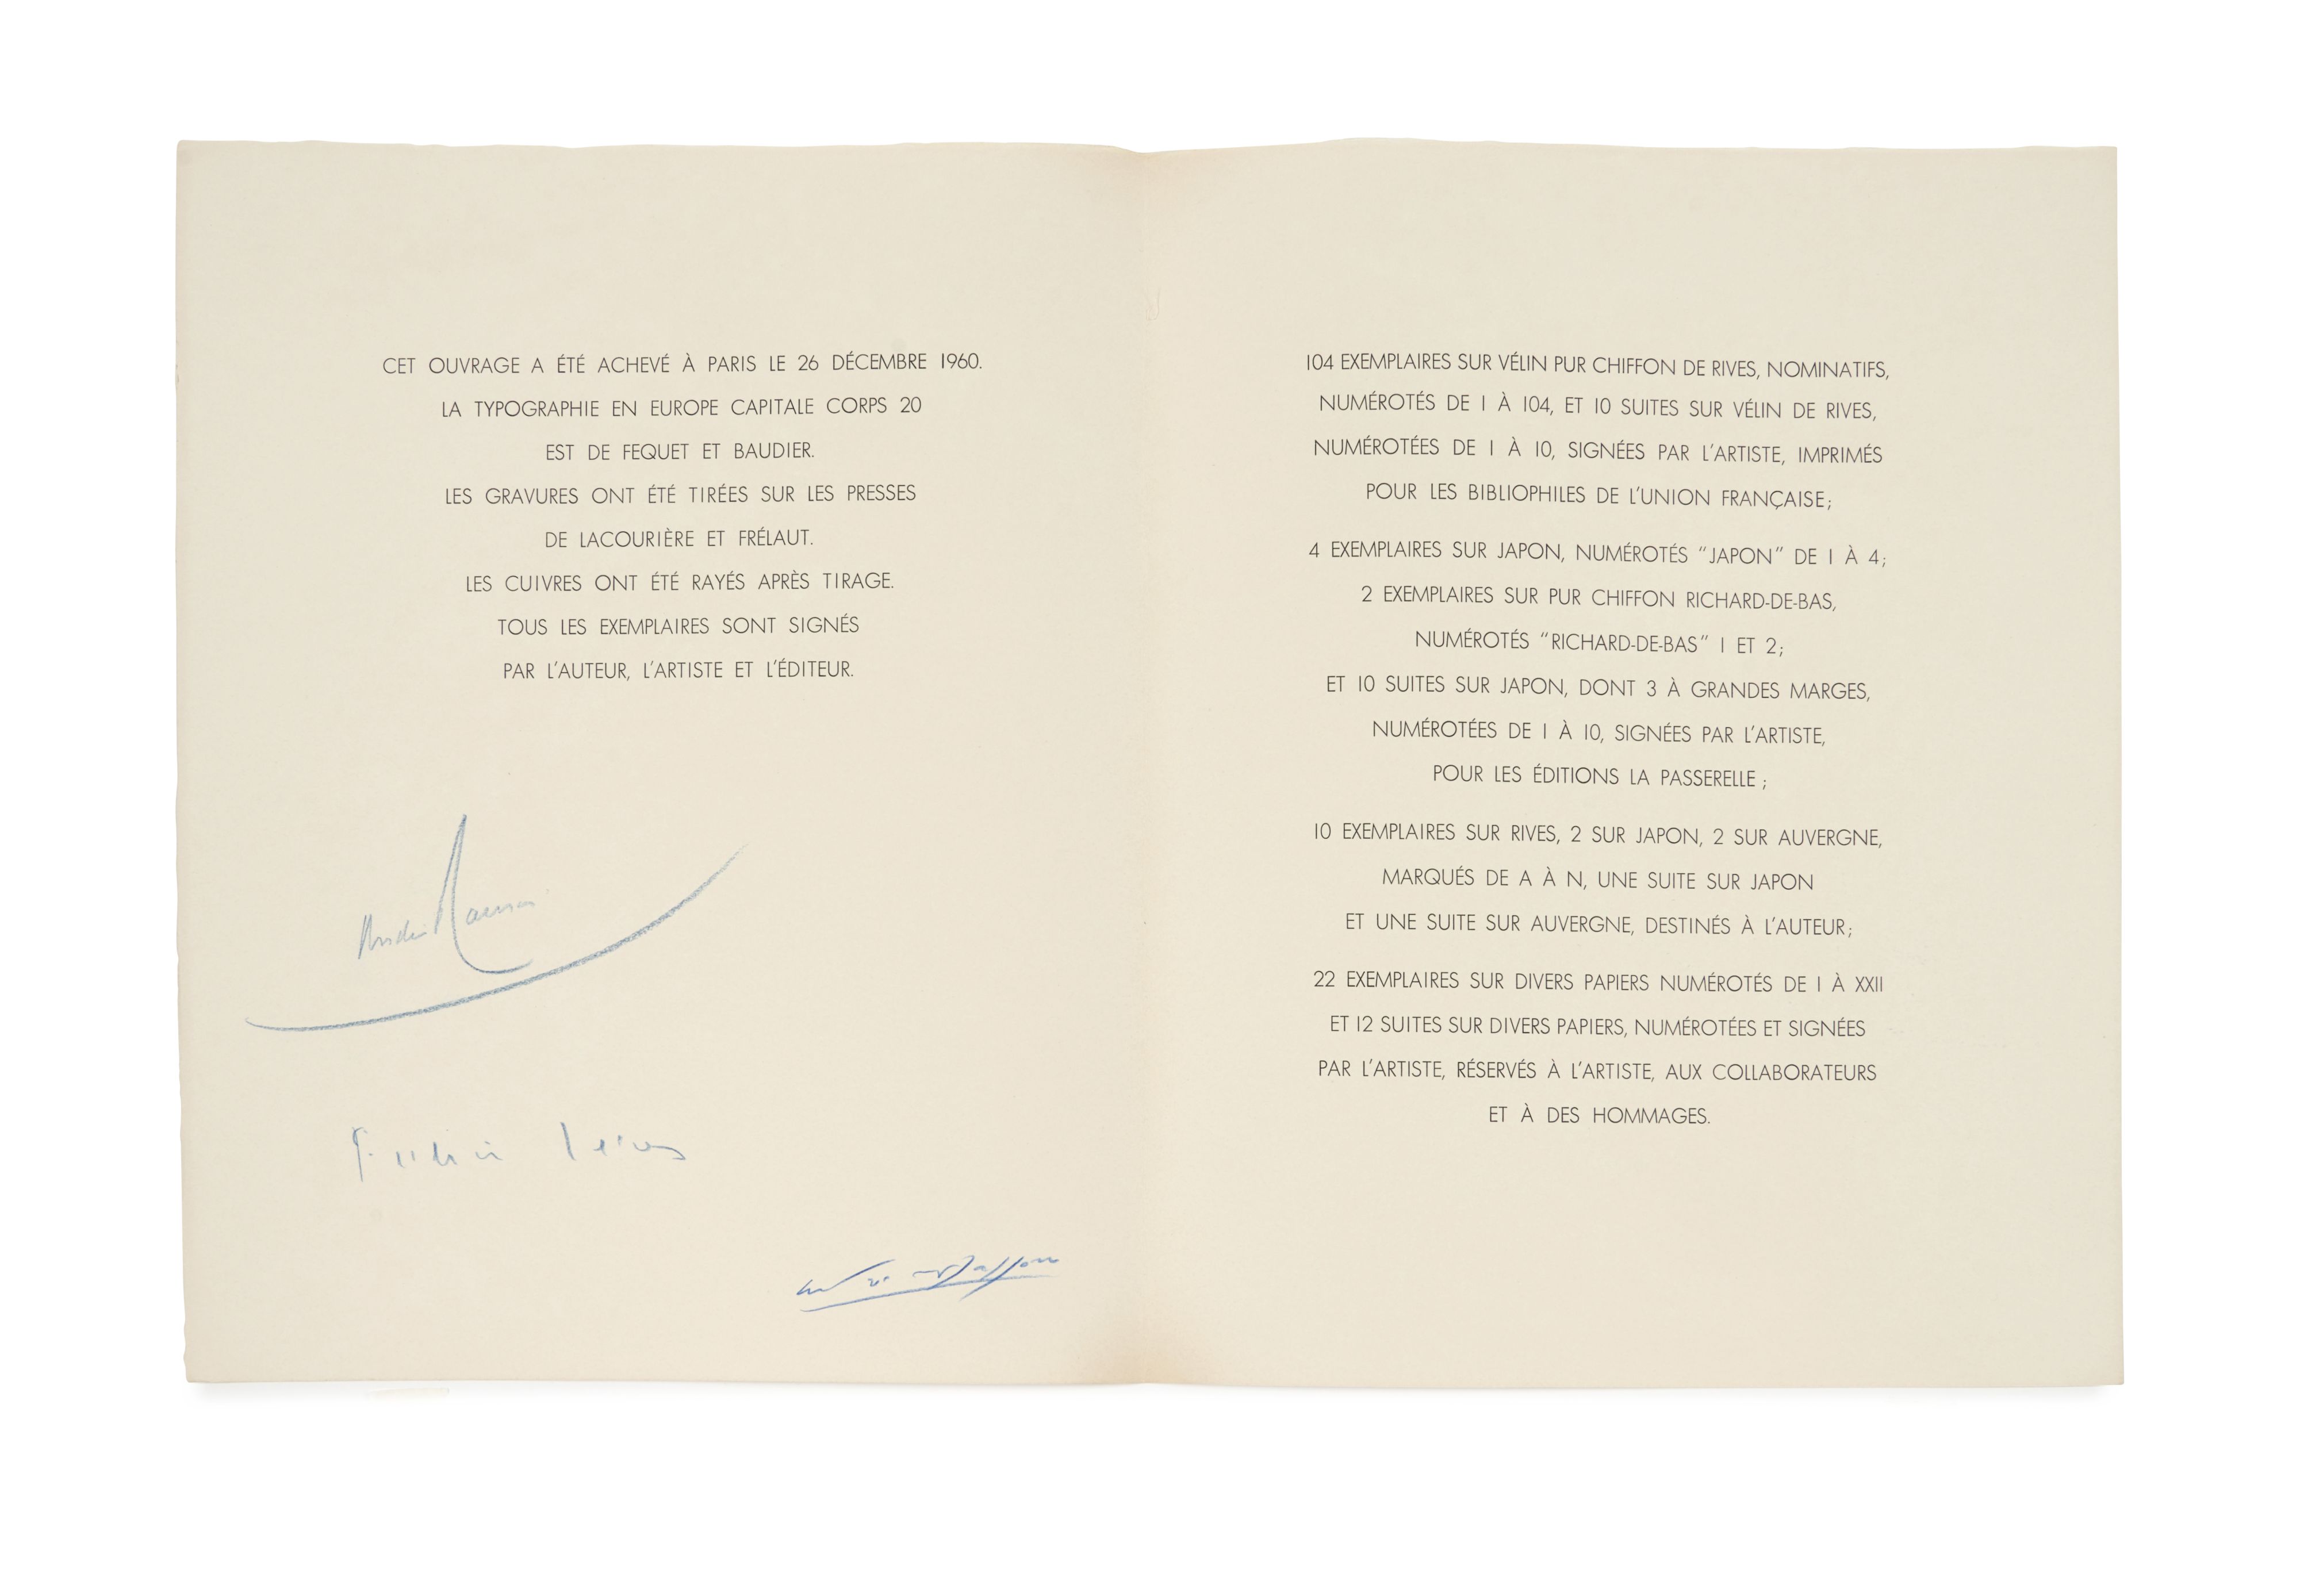 CET OUVRAGE A ÉTÉ ACHEVÉ À PARIS LE 26 DÉCEMBRE 1960.
LA TYPOGRAPHIE EN EUROPE CAPITALE CORPS 20
EST DE FEQUET ET BAUDIER.
LES GRAVURES ONT ÉTÉ TIRÉES SUR LES PRESSES
DE LACOURIÈRE ET FRÉLAUT.
LES CUIVRES ONT ÉTÉ RAYÉS APRÈS TIRAGE.
TOUS LES EXEMPLAIRES SONT SIGNÉS
PAR L'AUTEUR, L'ARTISTE ET L'ÉDITEUR.
104 EXEMPLAIRES SUR VÉLIN PUR CHIFFON DE RIVES, NOMINATIFS,
NUMÉROTÉS DE 1 À 104, ET 10 SUITES SUR VÉLIN DE RIVES,
NUMÉROTÉES DE 1 À 10, SIGNÉES PAR L'ARTISTE, IMPRIMÉS
POUR LES BIBLIOPHILES DE L'UNION FRANÇAISE;
4 EXEMPLAIRES SUR JAPON, NUMÉROTÉS "JAPON" DE 1 À 4;
2 EXEMPLAIRES SUR PUR CHIFFON RICHARD-DE-BAS,
NUMÉROTÉS "RICHARD-DE-BAS" 1 ET 2;
ET 10 SUITES SUR JAPON, DONT 3 À GRANDES MARGES,
NUMÉROTÉES DE 1 À 10, SIGNÉES PAR L'ARTISTE,
POUR LES ÉDITIONS LA PASSERELLE ;
10 EXEMPLAIRES SUR RIVES, 2 SUR JAPON, 2 SUR AUVERGNE,
MARQUÉS DE A À N, UNE SUITE SUR JAPON
ET UNE SUITE SUR AUVERGNE, DESTINÉS À L'AUTEUR;
22 EXEMPLAIRES SUR DIVERS PAPIERS NUMÉROTÉS DE I À XXII
ET 12 SUITES SUR DIVERS PAPIERS, NUMÉROTÉES ET SIGNÉES
PAR L'ARTISTE, RÉSERVÉS À L'ARTISTE, AUX COLLABORATEURS
ET À DES HOMMAGES.